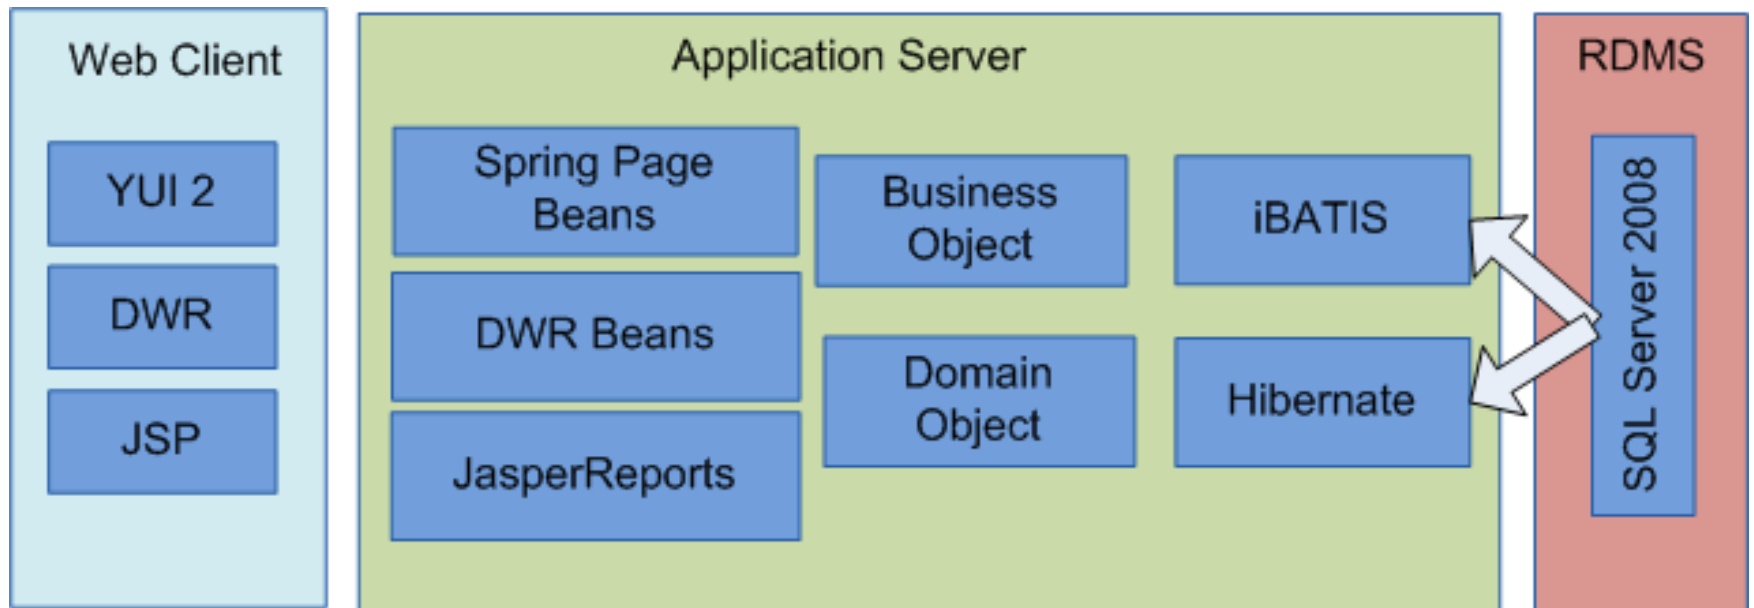 Web Client
YUI 2
DWR
JSP
Application Server
Spring Page
Beans
DWR Beans
JasperReports
Business
Object
Domain
Object
iBATIS
Hibernate
RDMS
SQL Server 2008